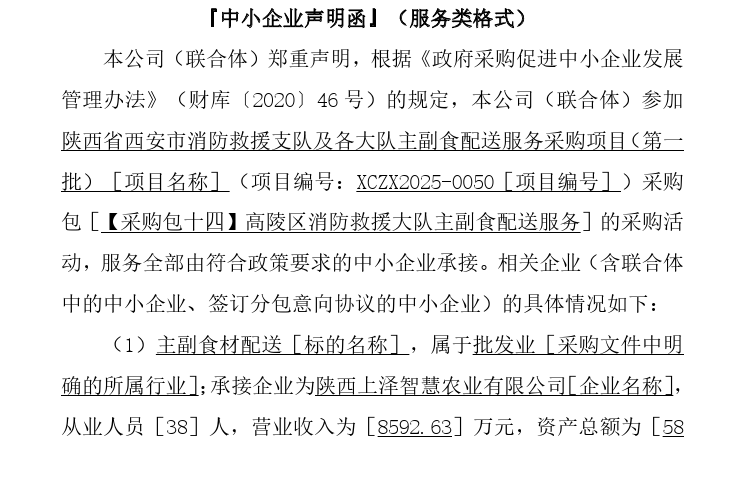 『中小企业声明函』（服务类格式）
本公司（联合体）郑重声明，根据《政府采购促进中小企业发展
管理办法》（财库〔2020〕46 号）的规定，本公司（联合体）参加
陕西省西安市消防救援支队及各大队主副食配送服务采购项目（第一
批）［项目名称］（项目编号：XCZX2025-0050［项目编号］）采购
包［【采购包十四】高陵区消防救援大队主副食配送服务］的采购活
动，服务全部由符合政策要求的中小企业承接。相关企业（含联合体
中的中小企业、签订分包意向协议的中小企业）的具体情况如下：
（1）主副食材配送［标的名称］，属于批发业［采购文件中明
确的所属行业］；承接企业为陕西上泽智慧农业有限公司［企业名称］，
从业人员［38］人，营业收入为［8592.63］万元，资产总额为［58